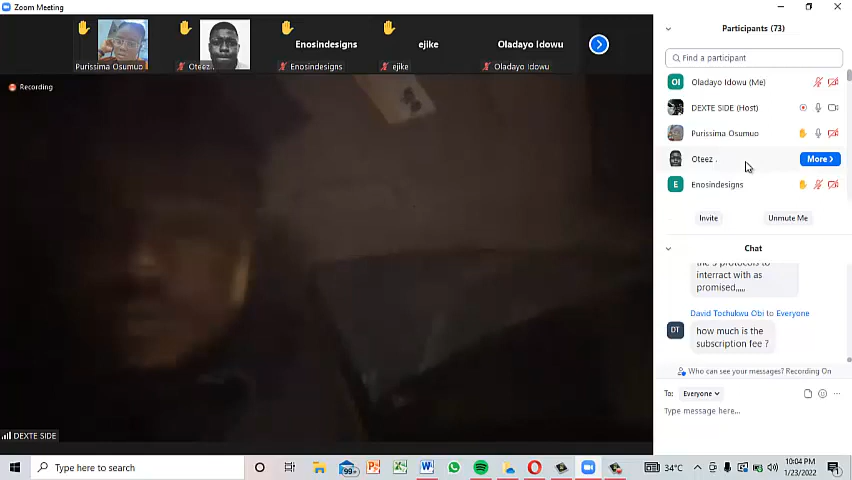 Zoom Meeting
Purissima Osumuo
Oteez .
Enosindesigns
Enosindesigns
ejike
ejike
Oladayo Idowu
Oladayo Idowu
Recording
DEXTE SIDE
Participants (73)
Find a participant
OI Oladayo Idowu (Me)
DEXTE SIDE (Host)
Purissima Osumuo
Oteez . More
E Enosindesigns
Invite Unmute Me
Chat
the 3 protocols to
interract with as
promised,,,,,
David Tochukwu Obi to Everyone
DT how much is the
subscription fee ?
Who can see your messages? Recording On
To: Everyone
Type message here...
Type here to search
99+
34°C
10:04 PM
1/23/2022
1